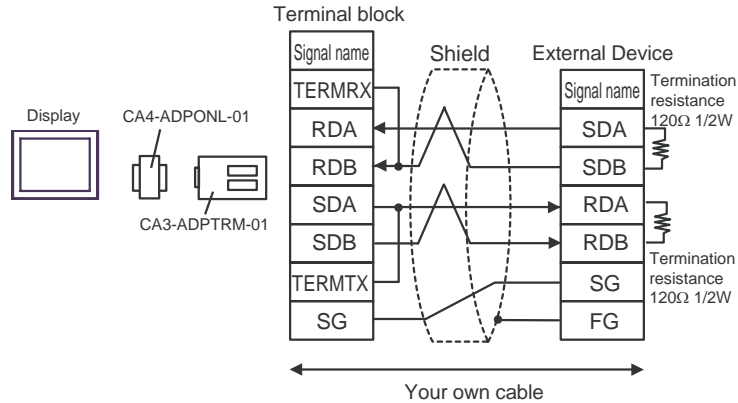 Terminal block
Signal name
TERMRX
RDA
RDB
SDA
SDB
TERMTX
SG
Shield
External Device
Signal name
SDA
SDB
RDA
RDB
SG
FG
Termination
resistance
120Ω 1/2W
Termination
resistance
120Ω 1/2W
Display
CA4-ADPONL-01
CA3-ADPTRM-01
Your own cable